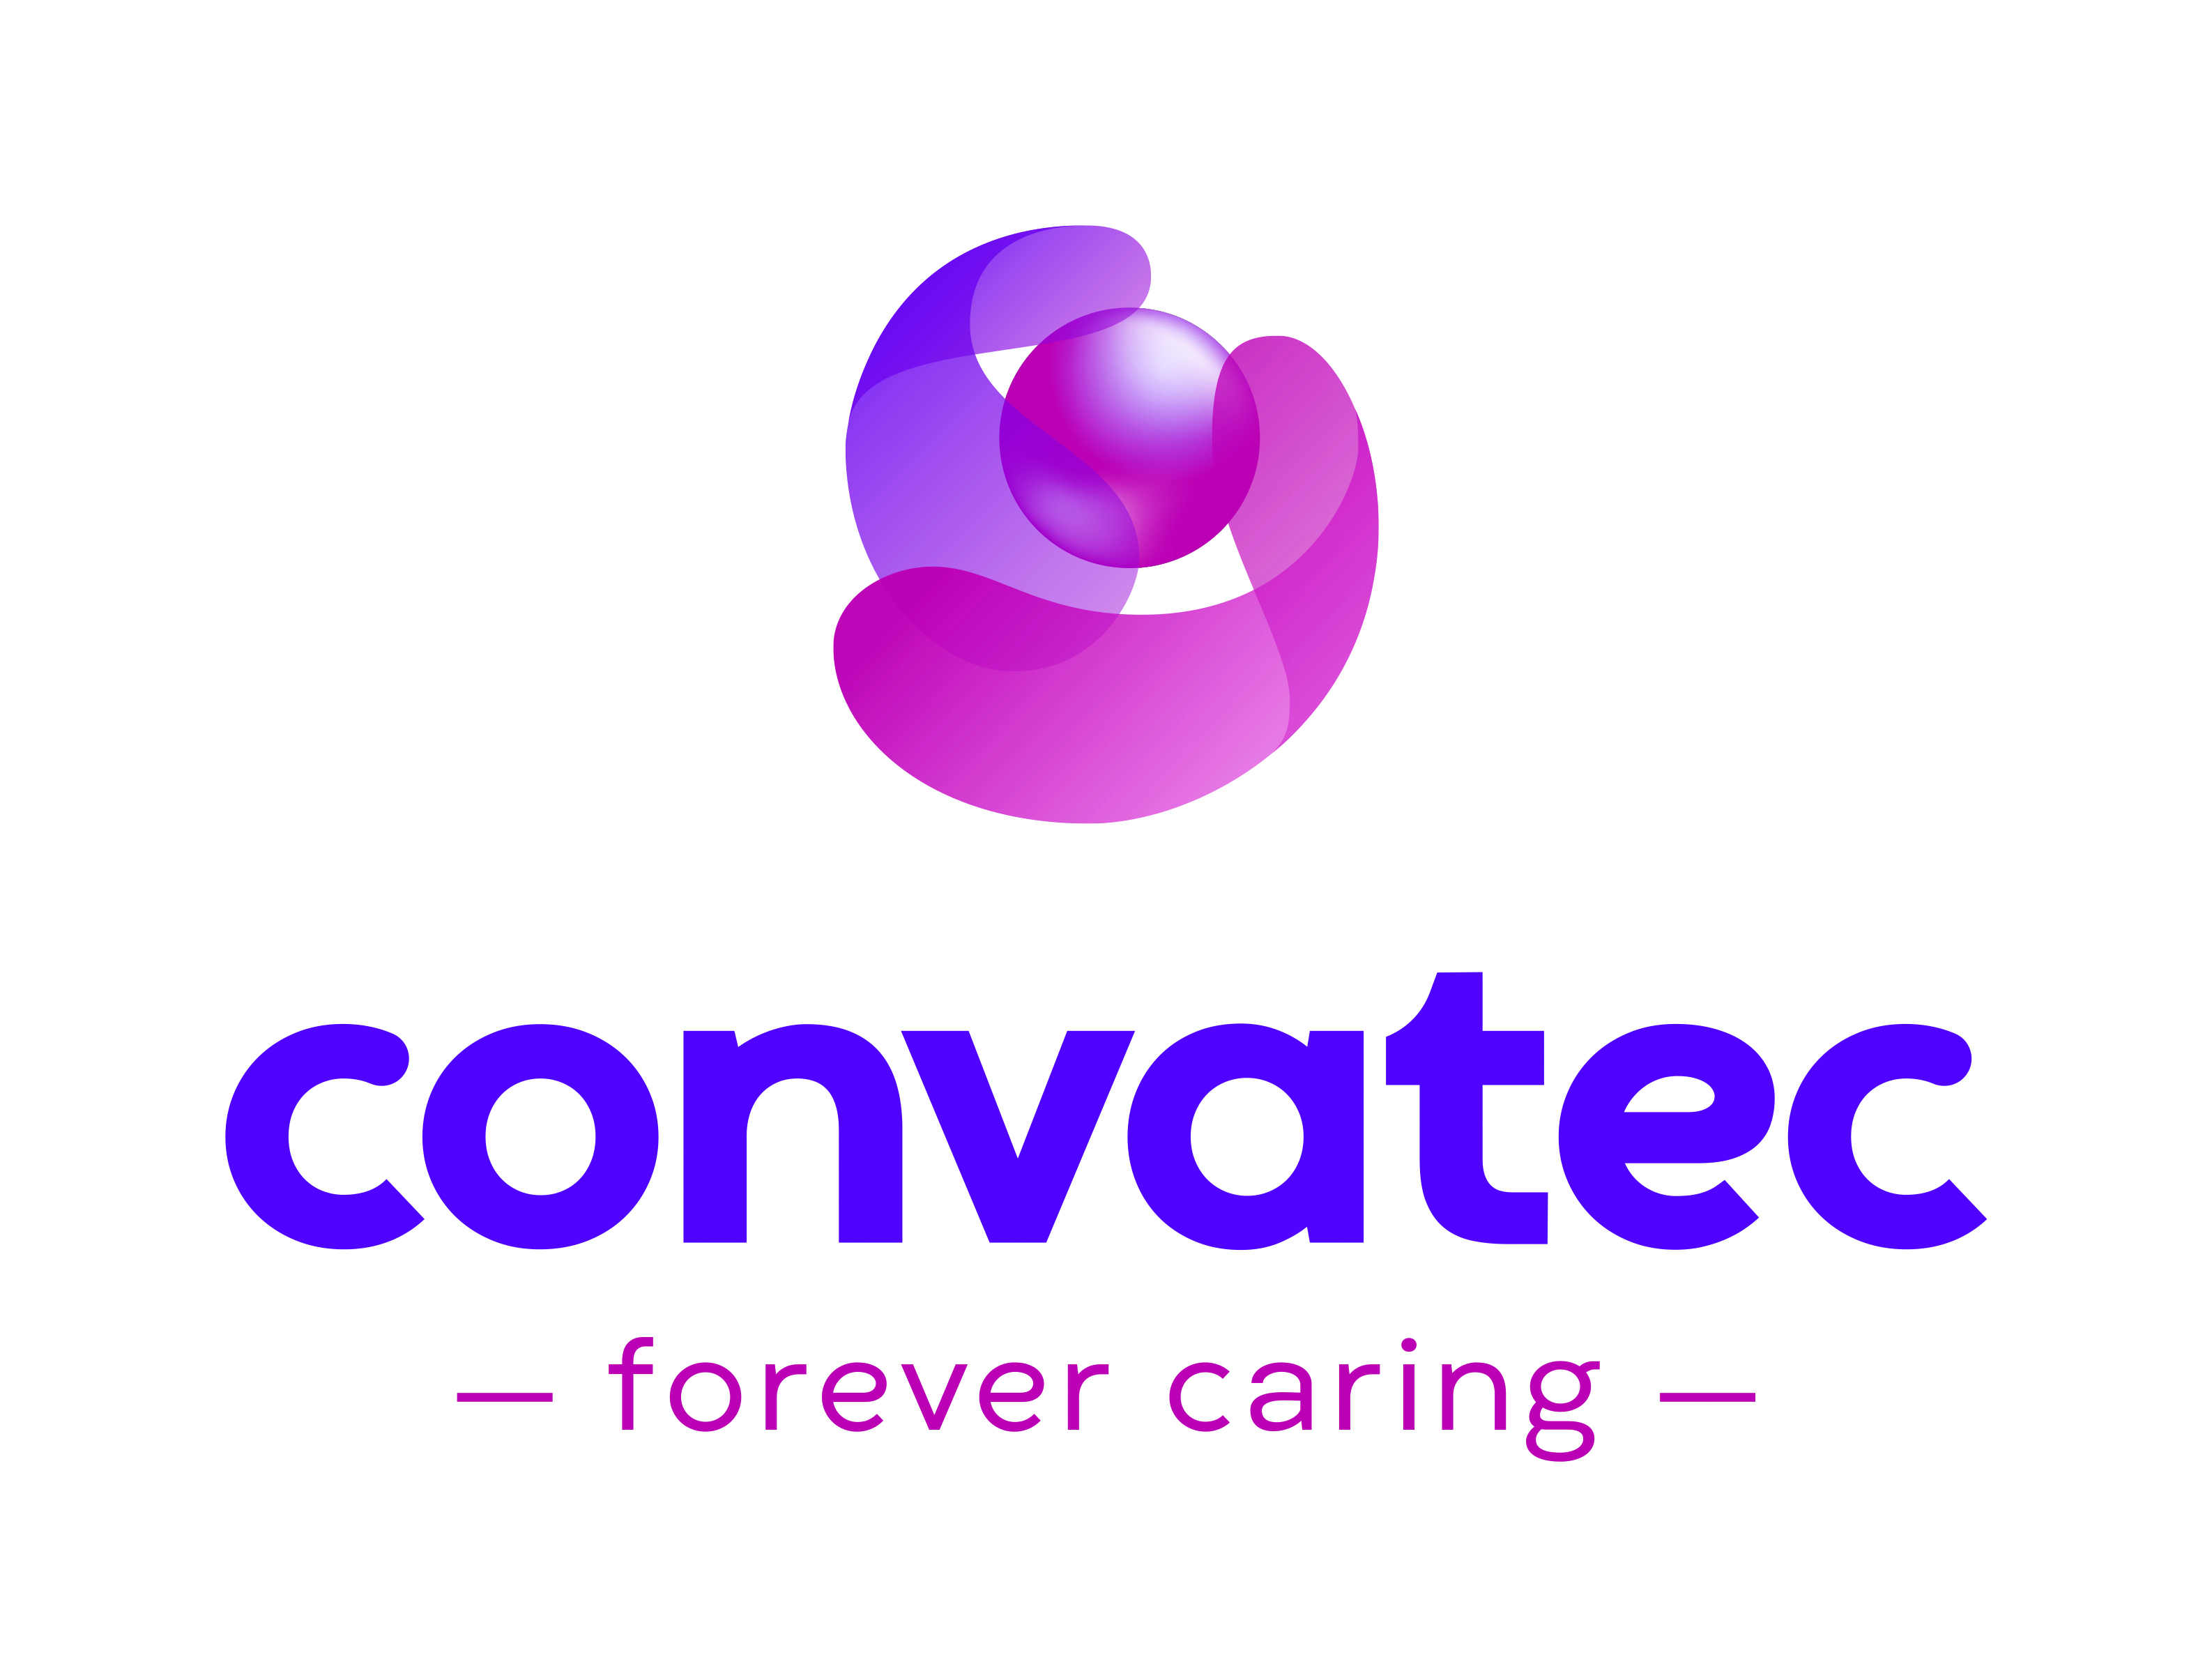 convatec
— forever caring —